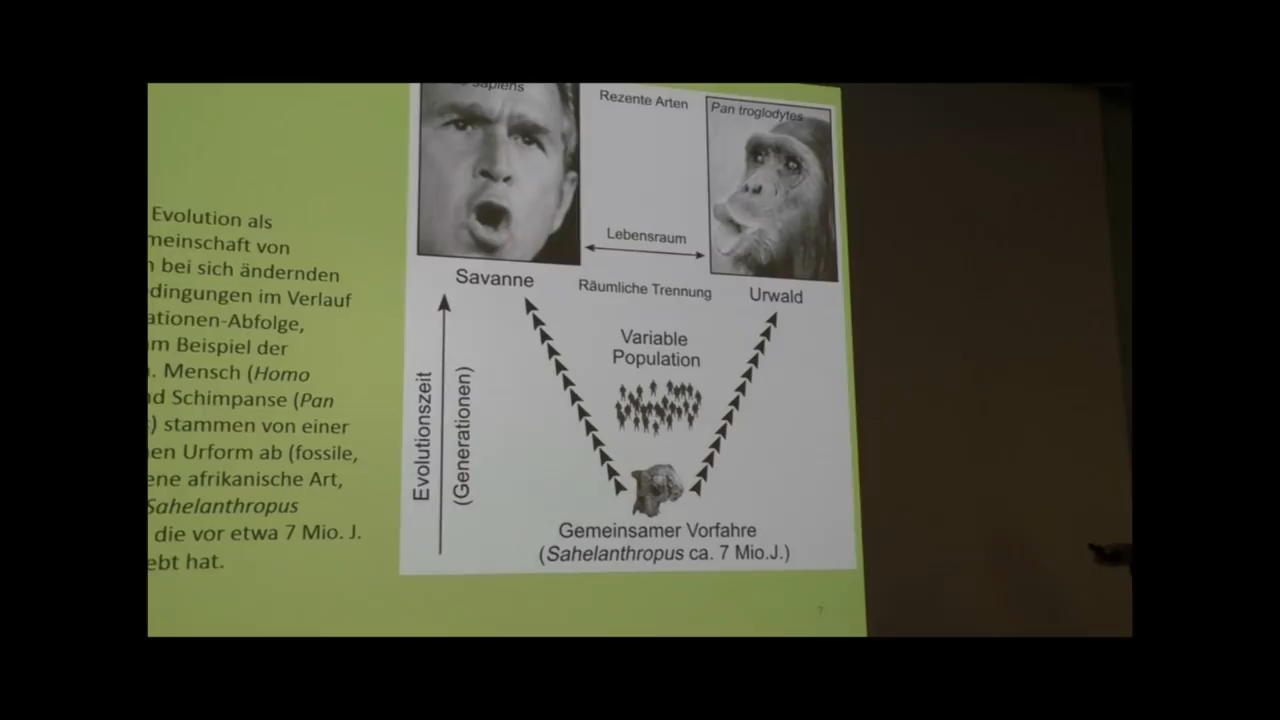 Evolution als
meinschaft von
n bei sich ändernden
dingungen im Verlauf
ationen-Abfolge,
m Beispiel der
. Mensch (Homo
nd Schimpanse (Pan
) stammen von einer
en Urform ab (fossile,
ene afrikanische Art,
Sahelanthropus
die vor etwa 7 Mio. J.
ebt hat.
sapiens
Rezente Arten
Pan troglodytes
Lebensraum
Savanne
Räumliche Trennung
Urwald
Variable
Population
Evolutionszeit
(Generationen)
Gemeinsamer Vorfahre
(Sahelanthropus ca. 7 Mio.J.)
7